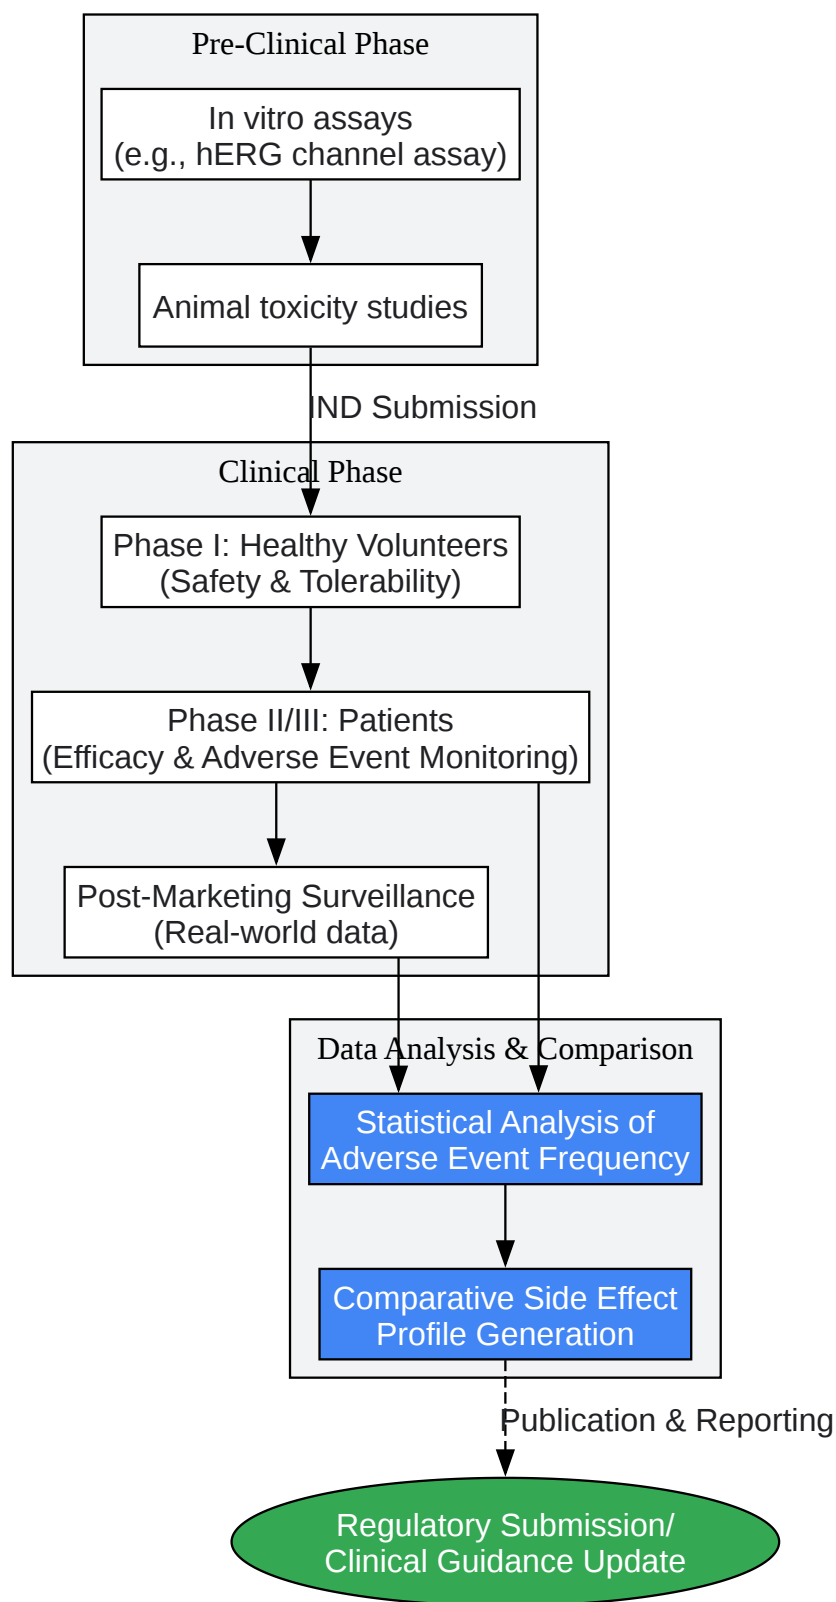 Pre-Clinical Phase
In vitro assays
(e.g., hERG channel assay)
Animal toxicity studies
IND Submission
Clinical Phase
Phase I: Healthy Volunteers
(Safety & Tolerability)
Phase II/III: Patients
(Efficacy & Adverse Event Monitoring)
Post-Marketing Surveillance
(Real-world data)
Data Analysis & Comparison
Statistical Analysis of
Adverse Event Frequency
Comparative Side Effect
Profile Generation
Publication & Reporting
Regulatory Submission/
Clinical Guidance Update